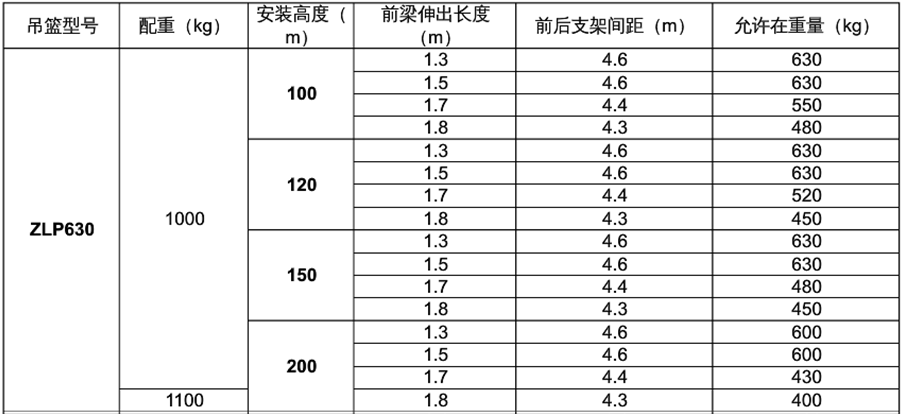 吊篮型号 配重（kg） 安装高度（m） 前梁伸出长度（m） 前后支架间距（m） 允许在重量（kg）
ZLP630 1000 100 1.3 4.6 630
1.5 4.6 630
1.7 4.4 550
1.8 4.3 480
120 1.3 4.6 630
1.5 4.6 630
1.7 4.4 520
1.8 4.3 450
150 1.3 4.6 630
1.5 4.6 630
1.7 4.4 480
1.8 4.3 450
200 1.3 4.6 600
1.5 4.6 600
1.7 4.4 430
1100 1.8 4.3 400